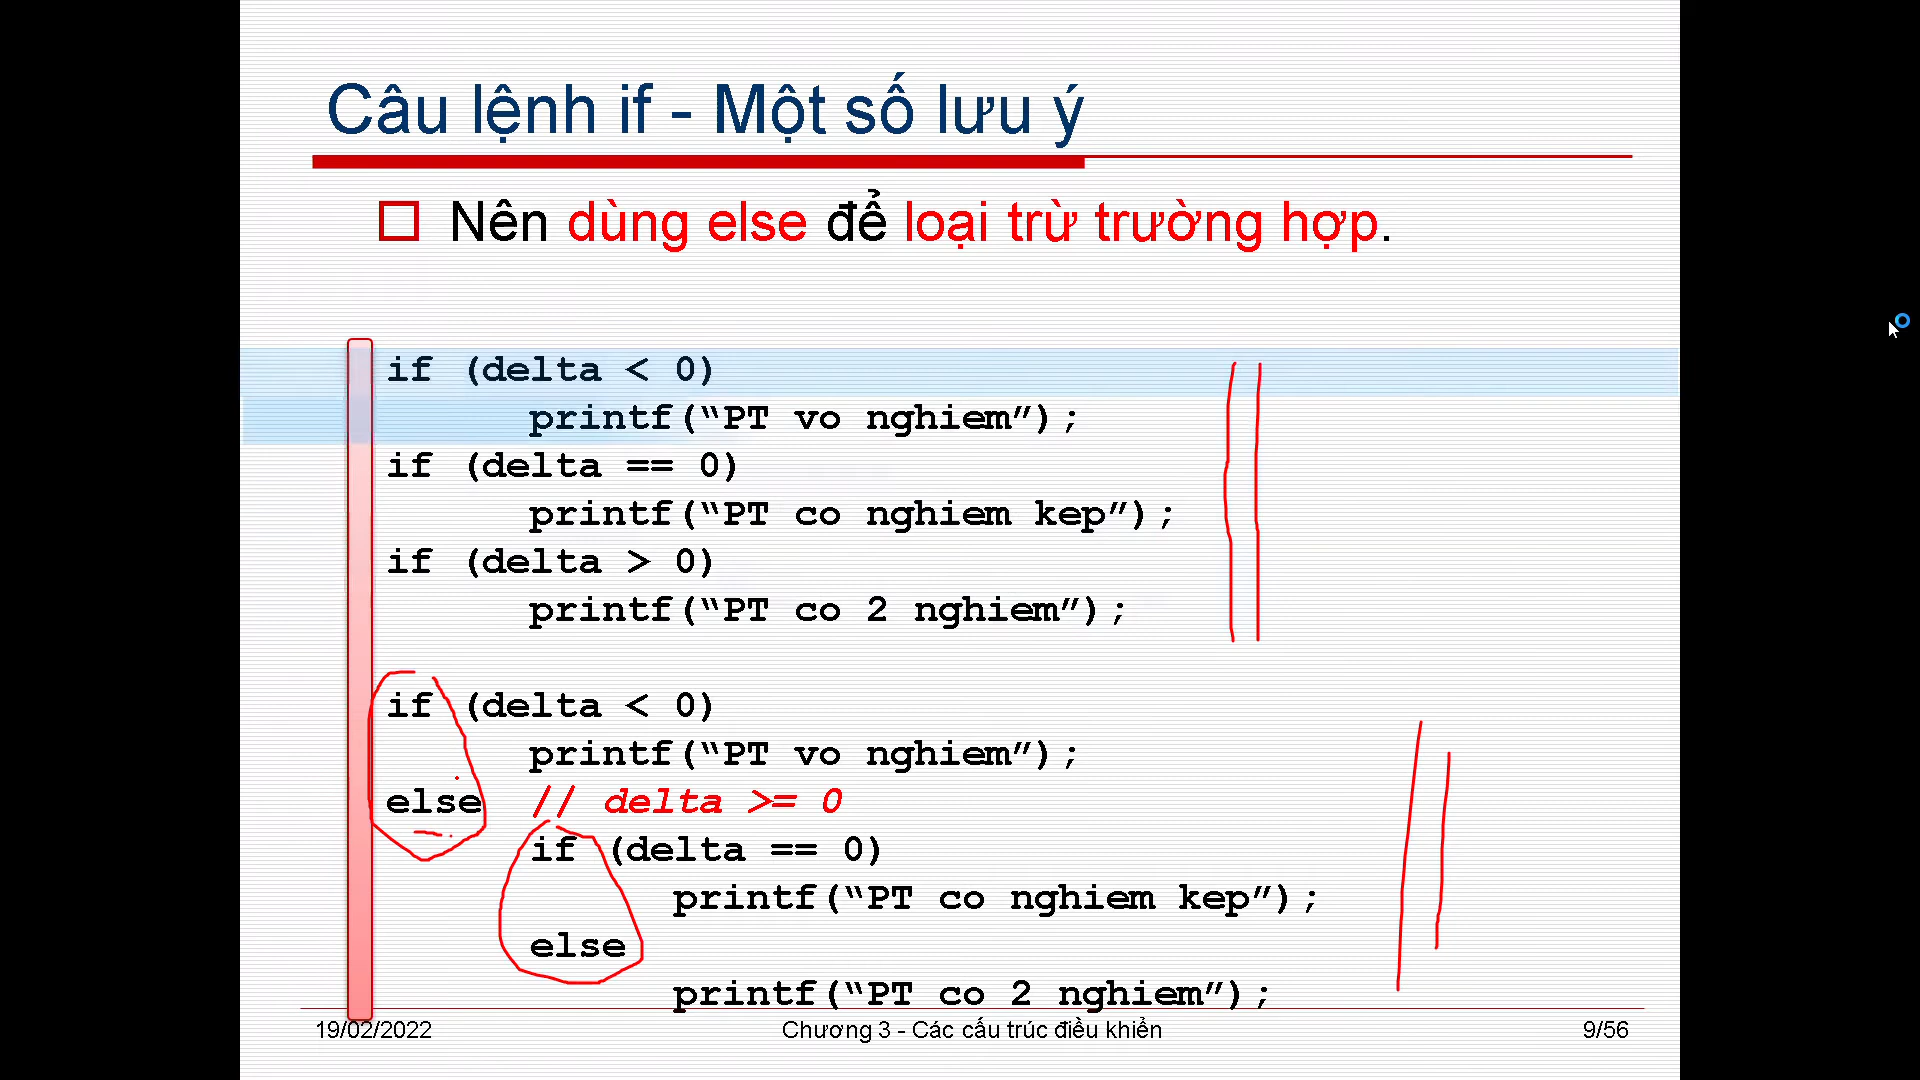 Câu lệnh if - Một số lưu ý
Nên dùng else để loại trừ trường hợp.
if (delta < 0)
printf(“PT vo nghiem”);
if (delta == 0)
printf(“PT co nghiem kep”);
if (delta > 0)
printf(“PT co 2 nghiem”);
if (delta < 0)
printf(“PT vo nghiem”);
else // delta >= 0
if (delta == 0)
printf(“PT co nghiem kep”);
else
printf(“PT co 2 nghiem”);
19/02/2022
Chương 3 - Các cấu trúc điều khiển
9/56